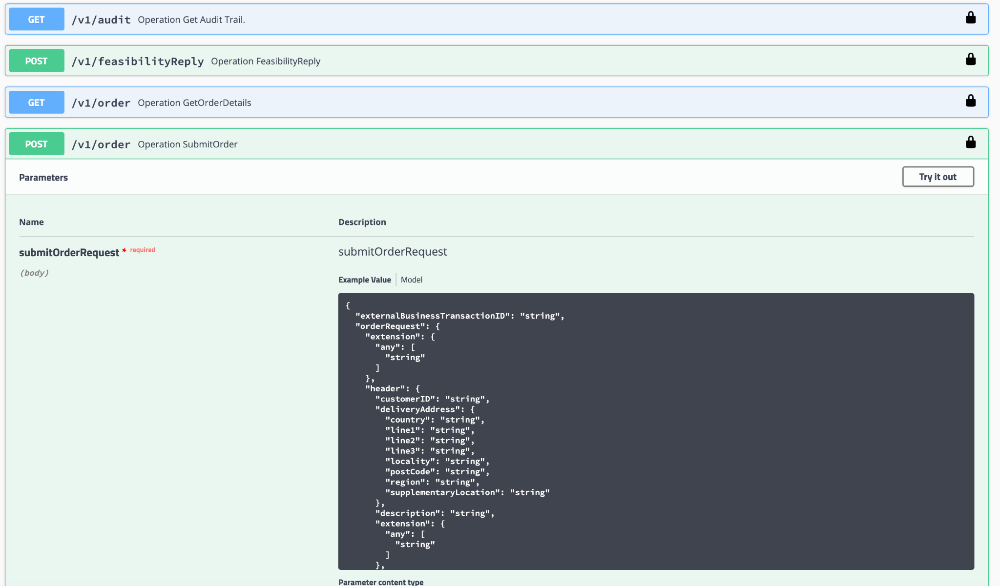 GET /v1/audit Operation Get Audit Trail.
POST /v1/feasibilityReply Operation FeasibilityReply
GET /v1/order Operation GetOrderDetails
POST /v1/order Operation SubmitOrder
Parameters Try it out
Name Description
submitOrderRequest * required submitOrderRequest
(body)
Example Value Model
{
"externalBusinessTransactionID": "string",
"orderRequest": {
"extension": {
"any": [
"string"
]
},
"header": {
"customerID": "string",
"deliveryAddress": {
"country": "string",
"line1": "string",
"line2": "string",
"line3": "string",
"locality": "string",
"postCode": "string",
"region": "string",
"supplementaryLocation": "string"
},
"description": "string",
"extension": {
"any": [
"string"
]
},
Parameter content type